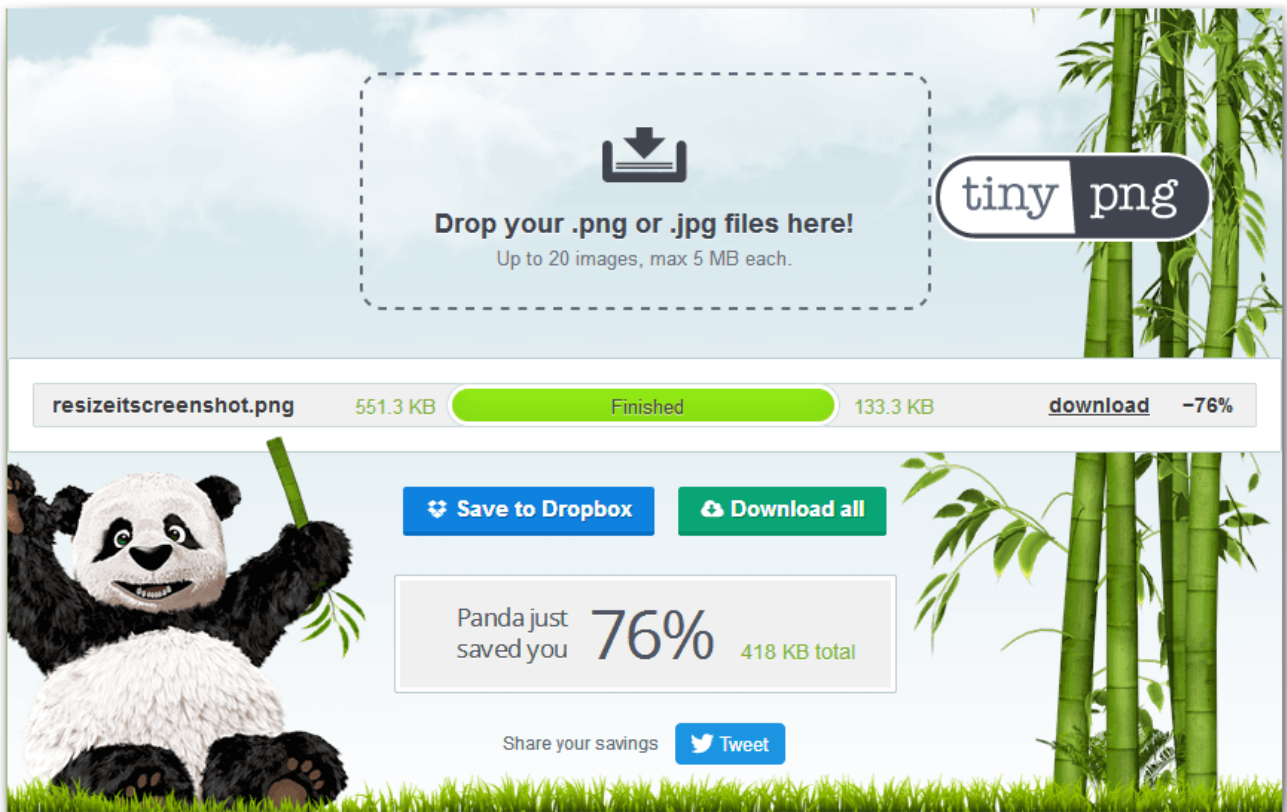 Drop your .png or .jpg files here!
Up to 20 images, max 5 MB each.
tiny png
resizeitscreenshot.png 551.3 KB Finished 133.3 KB download −76%
Save to Dropbox Download all
Panda just
saved you 76% 418 KB total
Share your savings Tweet